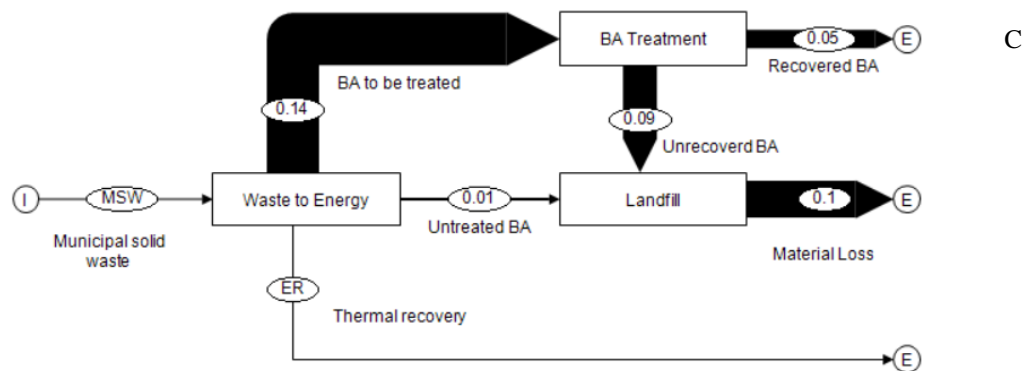 BA Treatment
0.05
E
C
Recovered BA
BA to be treated
0.14
0.09
Unrecoverd BA
I
MSW
Waste to Energy
0.01
Landfill
0.1
E
Untreated BA
Municipal solid
waste
Material Loss
ER
Thermal recovery
E